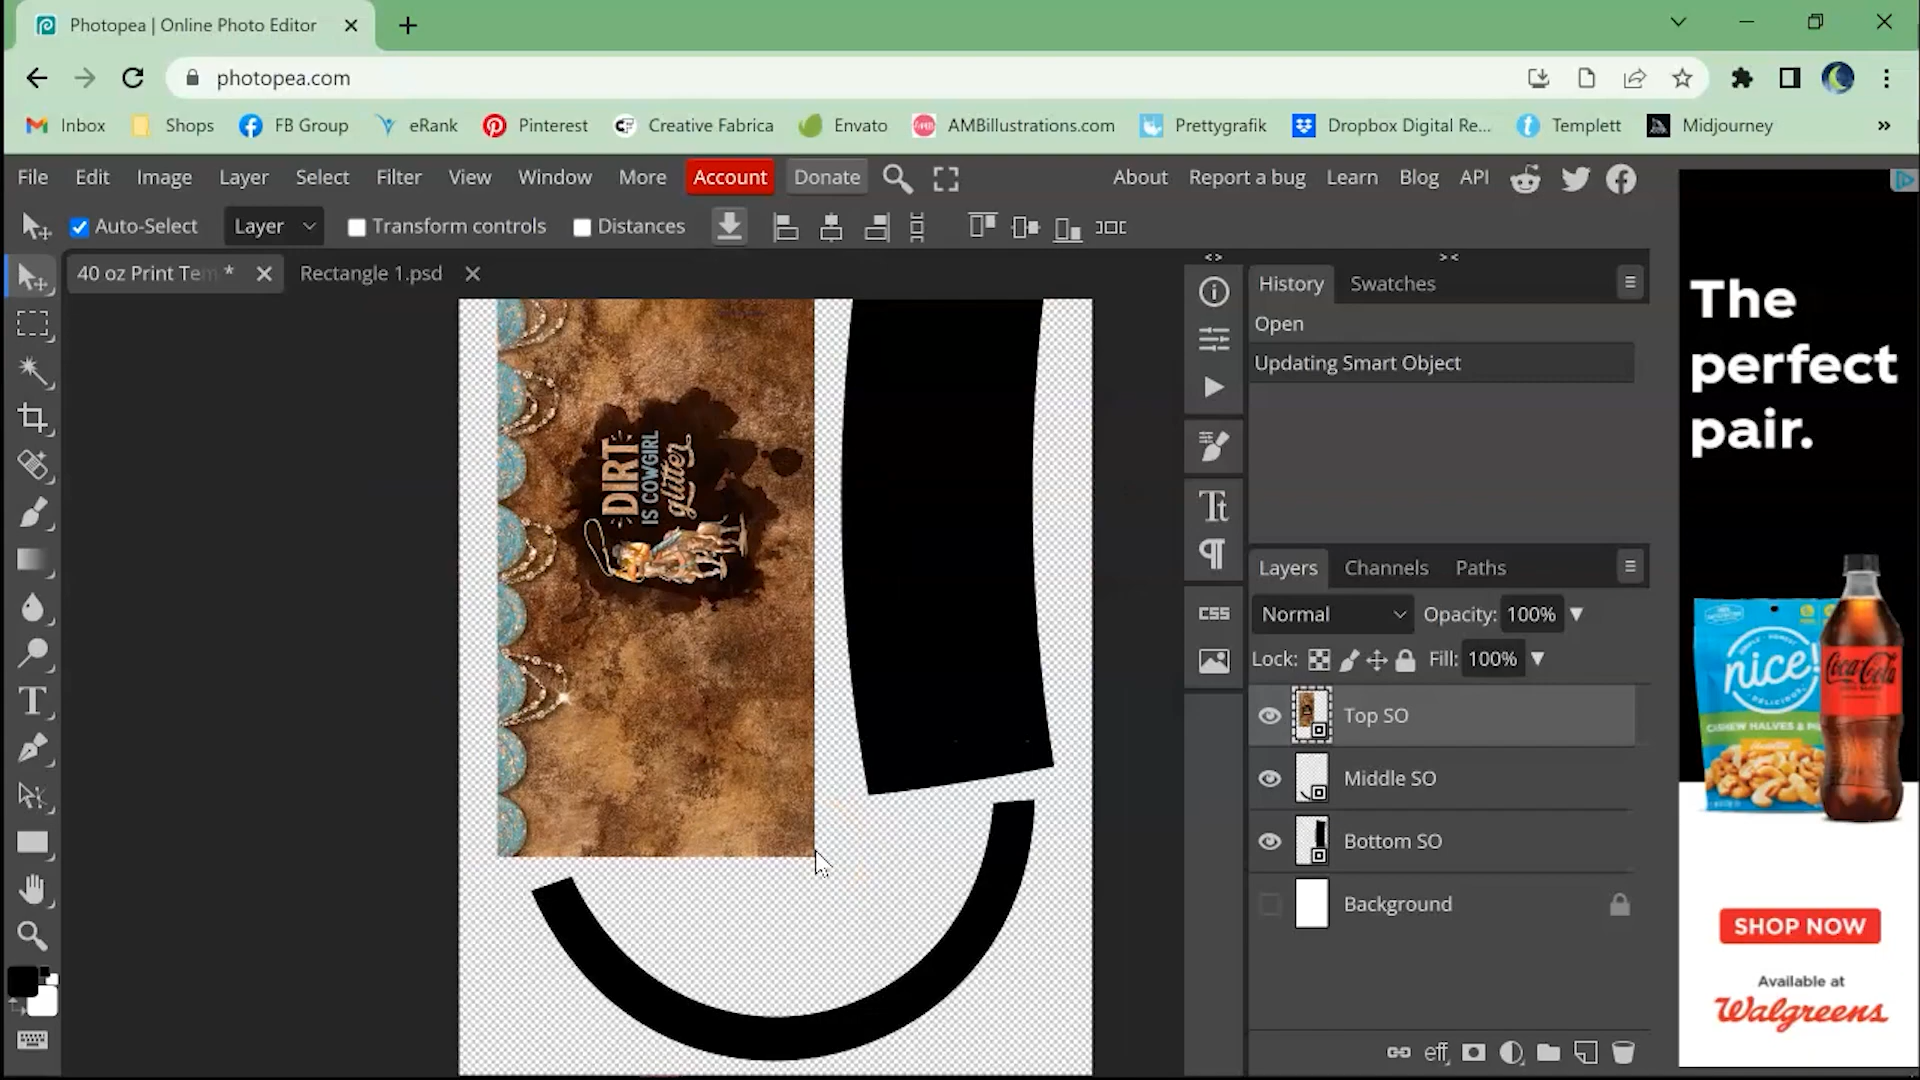 Photopea | Online Photo Editor
photopea.com
Inbox Shops FB Group eRank Pinterest Creative Fabrica Envato AMBillustrations.com Prettygrafik Dropbox Digital Re... Templett Midjourney »
File Edit Image Layer Select Filter View Window More Account Donate About Report a bug Learn Blog API
Auto-Select Layer Transform controls Distances
40 oz Print Tem * Rectangle 1.psd
History Swatches
Open
Updating Smart Object
DIRT
IS COWGIRL
glitter
CSS
Layers Channels Paths
Normal Opacity: 100%
Lock: Fill: 100%
Top SO
Middle SO
Bottom SO
Background
eff
The
perfect
pair.
nice!
CASHEW HALVES &
Coca-Cola
SHOP NOW
Available at
Walgreens